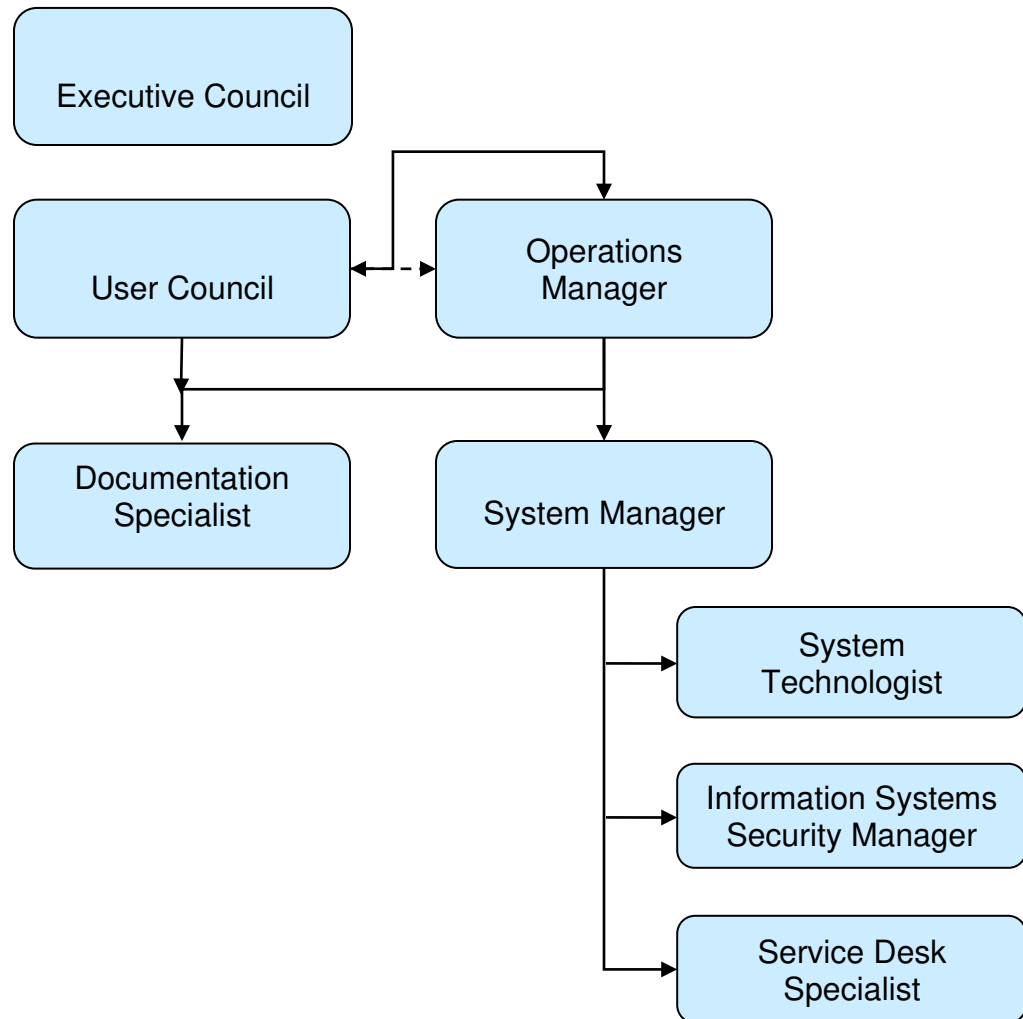 Executive Council
User Council
Operations
Manager
Documentation
Specialist
System Manager
System
Technologist
Information Systems
Security Manager
Service Desk
Specialist